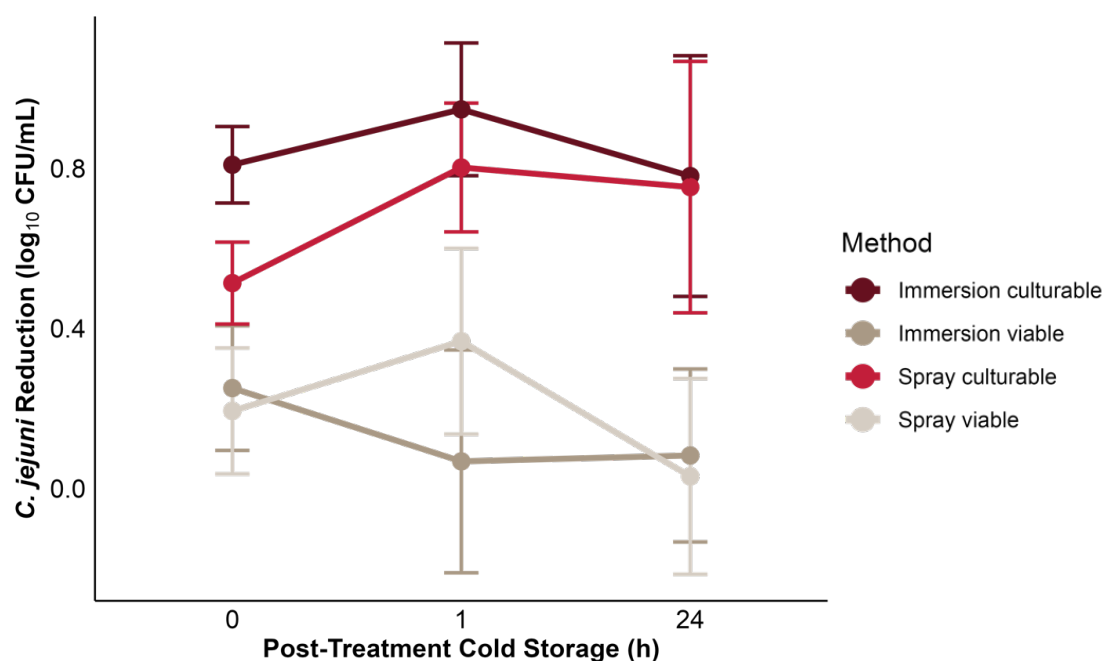 C. jejuni Reduction (log₁₀ CFU/mL)
0.8
0.4
0.0
0 1 24
Post-Treatment Cold Storage (h)
Method
Immersion culturable
Immersion viable
Spray culturable
Spray viable